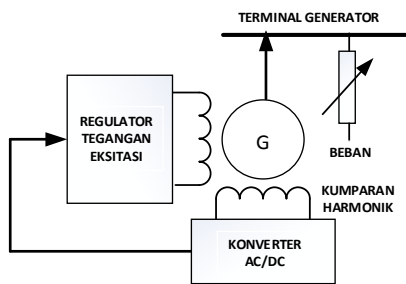 TERMINAL GENERATOR
REGULATOR
TEGANGAN
EKSITASI
G
BEBAN
KUMPARAN
HARMONIK
KONVERTER
AC/DC